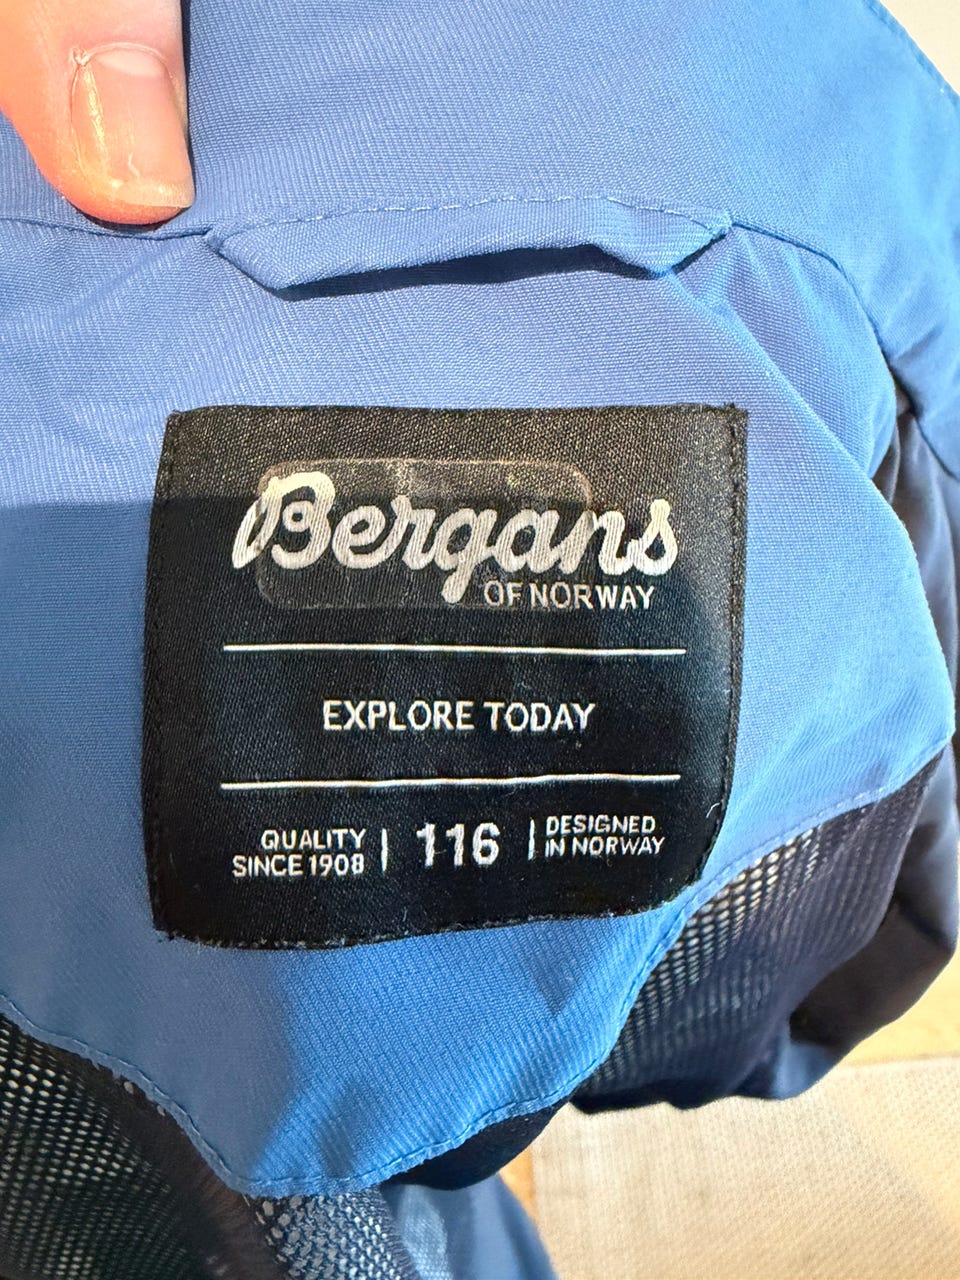 Bergans
OF NORWAY
EXPLORE TODAY
QUALITY
SINCE 1908
116
DESIGNED
IN NORWAY